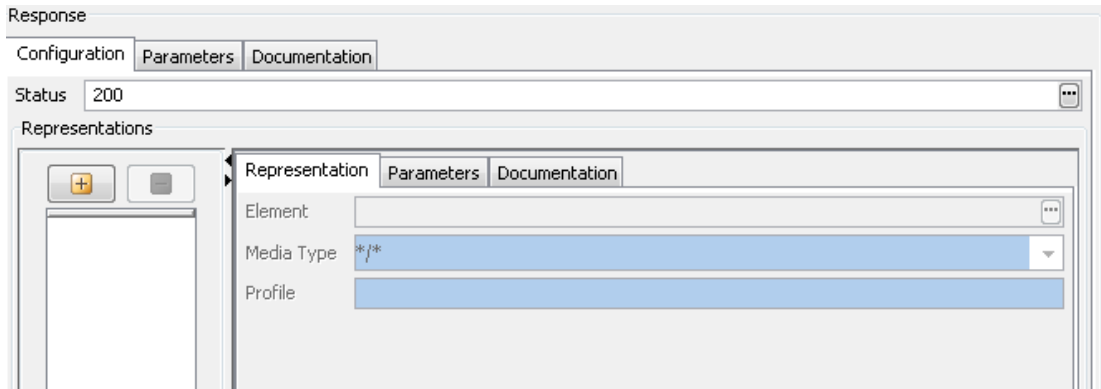 Response
Configuration Parameters Documentation
Status 200
Representations
Representation Parameters Documentation
Element
Media Type */*
Profile